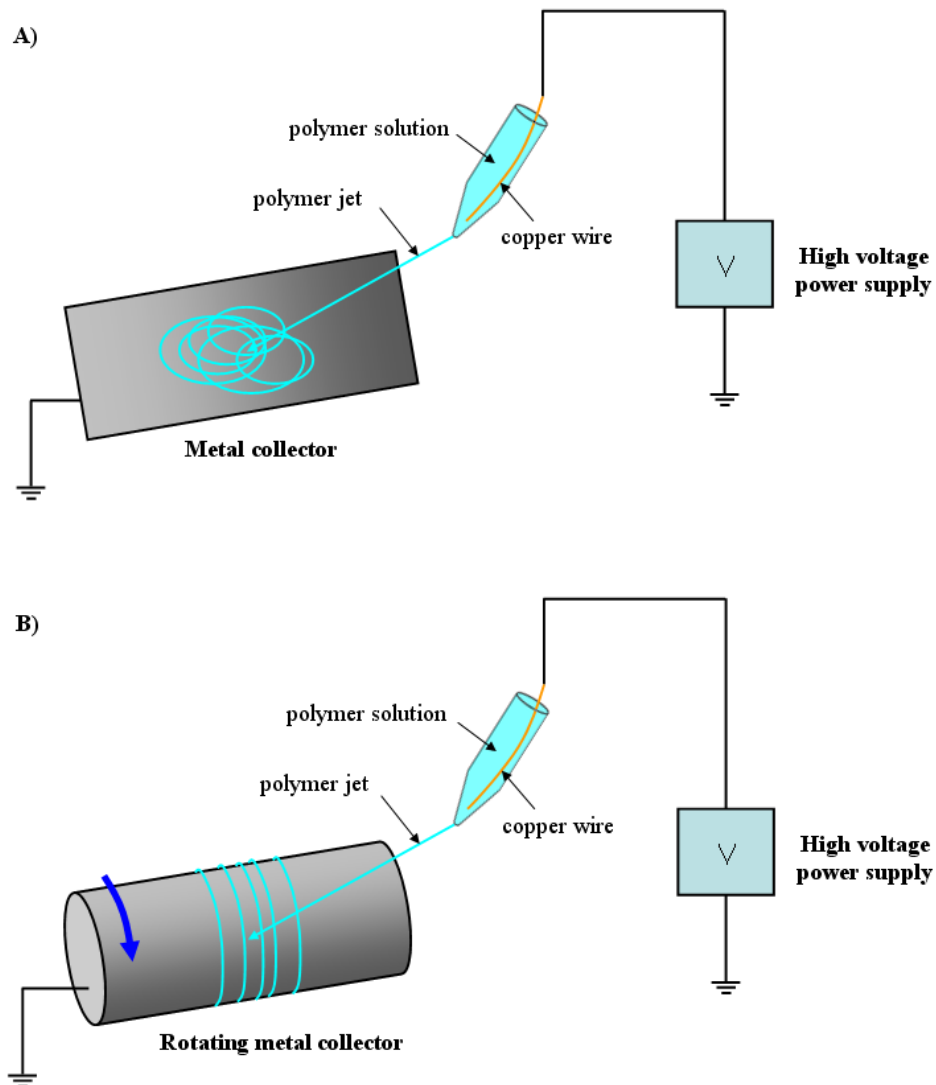 A)
polymer solution
polymer jet
copper wire
V
High voltage
power supply
Metal collector
B)
polymer solution
polymer jet
copper wire
V
High voltage
power supply
Rotating metal collector